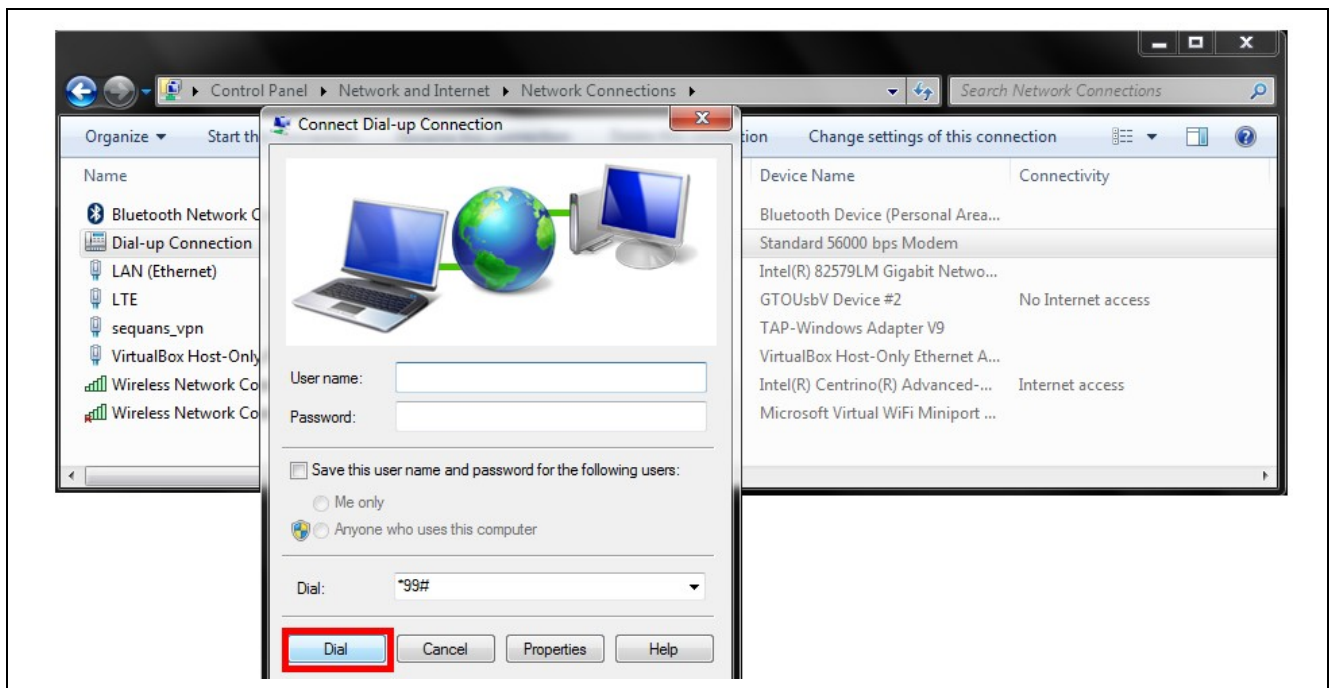 Control Panel Network and Internet Network Connections Search Network Connections
Connect Dial-up Connection
Organize Start th tion Change settings of this connection
Name Device Name Connectivity
Bluetooth Network C Bluetooth Device (Personal Area...
Dial-up Connection Standard 56000 bps Modem
LAN (Ethernet) Intel(R) 82579LM Gigabit Netwo...
LTE GTOUsbV Device #2 No Internet access
sequans_vpn TAP-Windows Adapter V9
VirtualBox Host-Only VirtualBox Host-Only Ethernet A...
Wireless Network Co Intel(R) Centrino(R) Advanced-... Internet access
Wireless Network Co Microsoft Virtual WiFi Miniport ...
User name:
Password:
Save this user name and password for the following users:
Me only
Anyone who uses this computer
Dial: *99#
Dial Cancel Properties Help